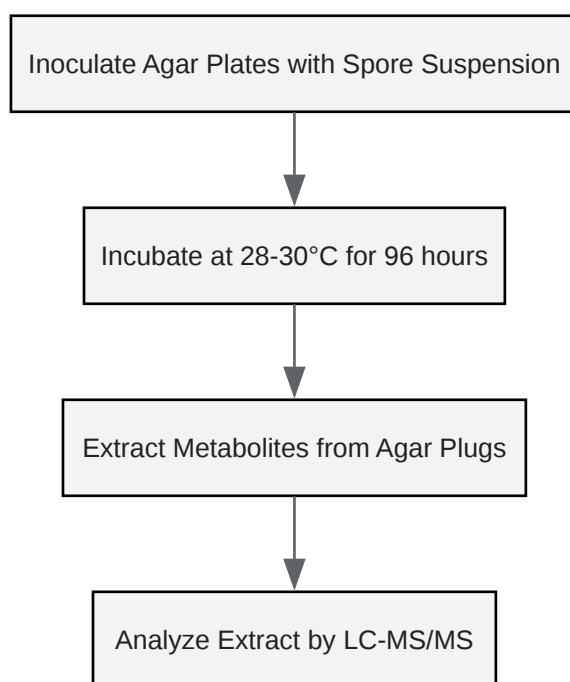 Inoculate Agar Plates with Spore Suspension
Incubate at 28-30°C for 96 hours
Extract Metabolites from Agar Plugs
Analyze Extract by LC-MS/MS